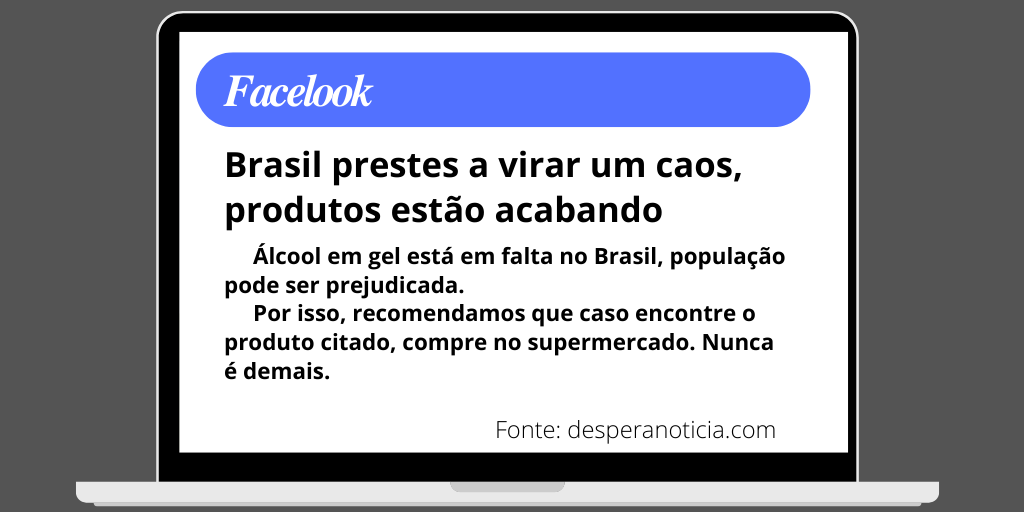 Facelook
Brasil prestes a virar um caos,
produtos estão acabando
Álcool em gel está em falta no Brasil, população
pode ser prejudicada.
Por isso, recomendamos que caso encontre o
produto citado, compre no supermercado. Nunca
é demais.
Fonte: desperanoticia.com